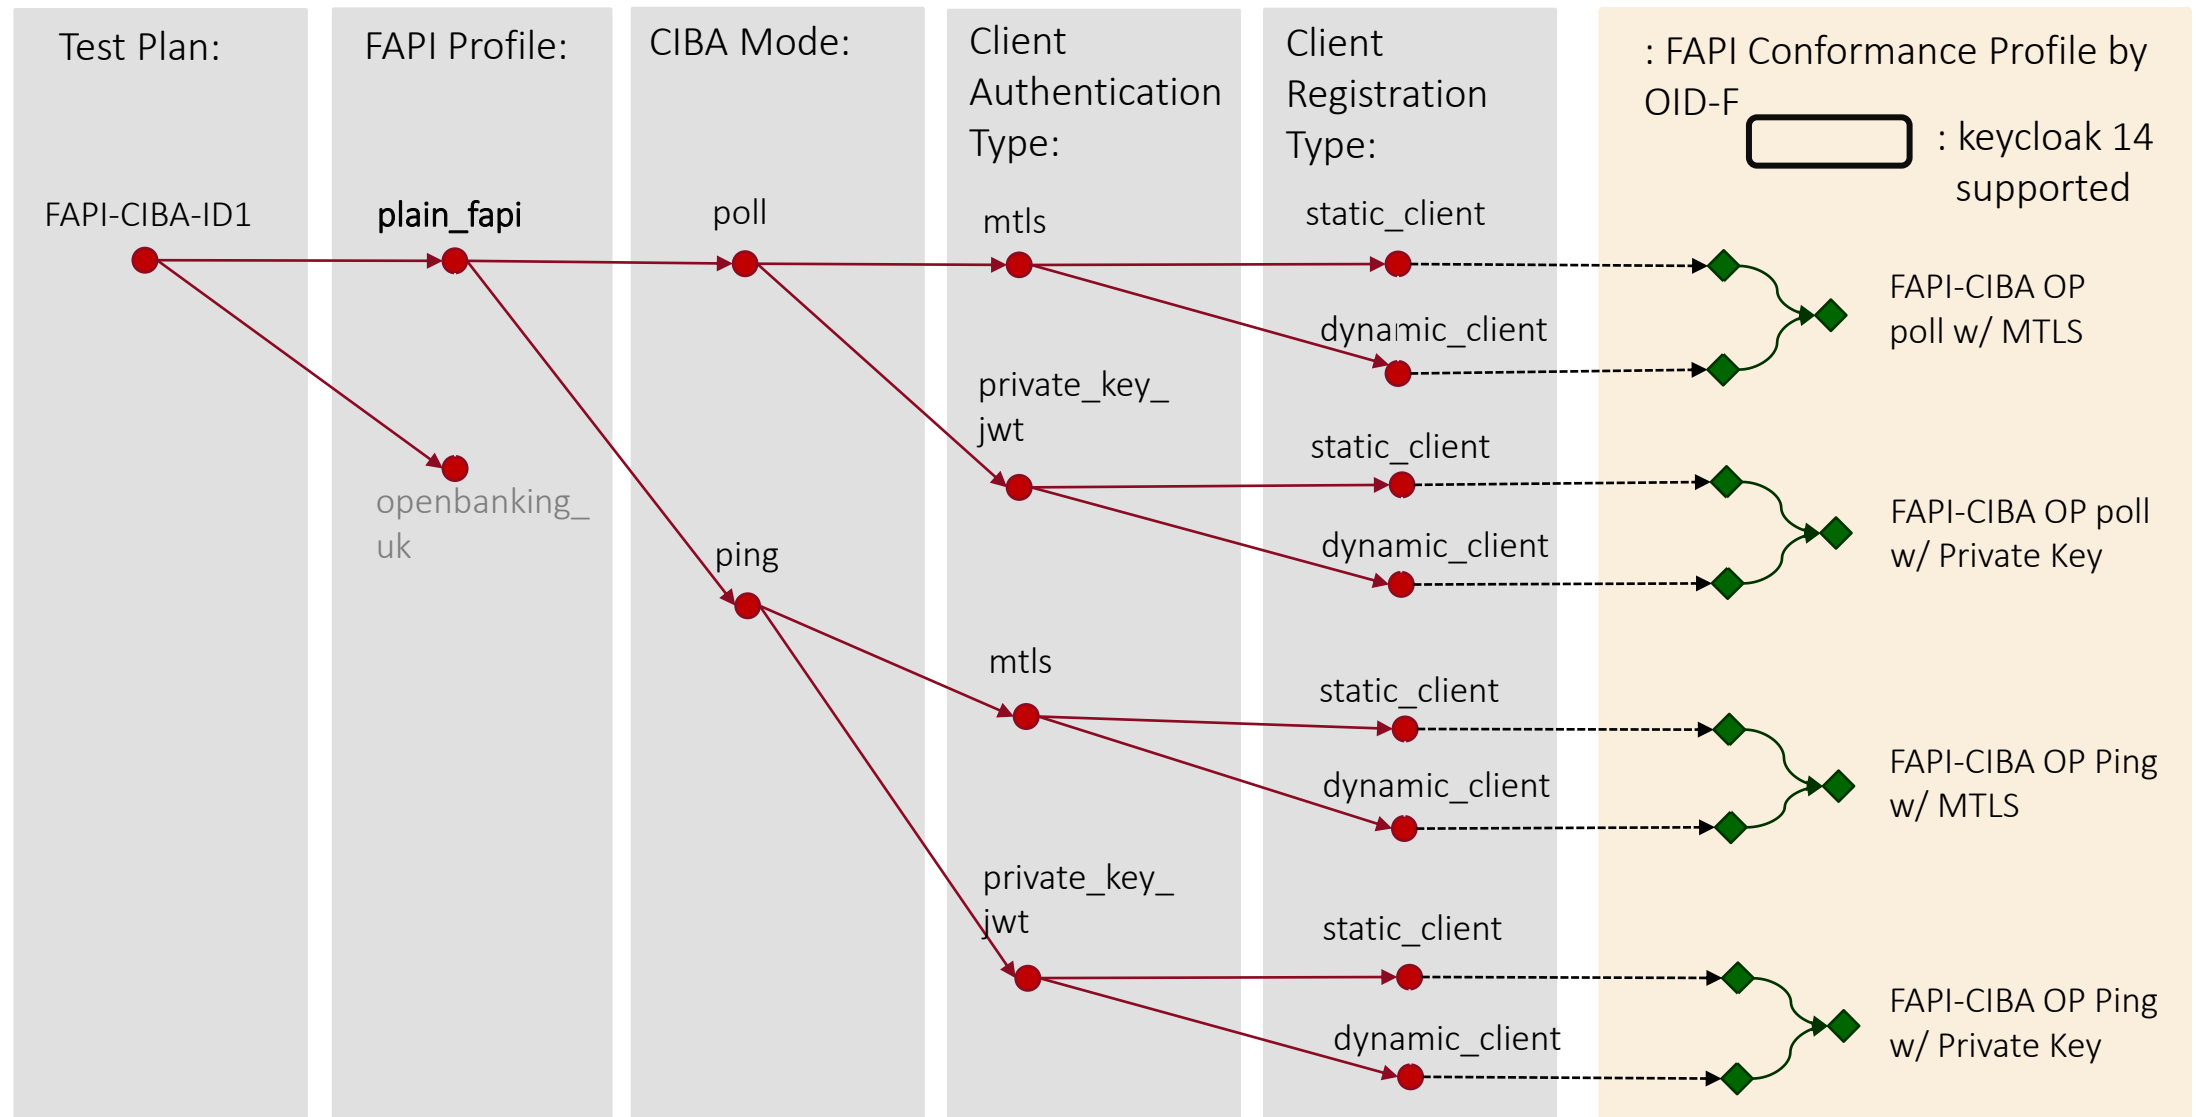 Test Plan:
FAPI Profile:
CIBA Mode:
Client
Authentication
Type:
Client
Registration
Type:
: FAPI Conformance Profile by
OID-F
: keycloak 14
supported
FAPI-CIBA-ID1
plain_fapi
openbanking_
uk
poll
ping
mtls
private_key_
jwt
mtls
private_key_
jwt
static_client
dynamic_client
static_client
dynamic_client
static_client
dynamic_client
static_client
dynamic_client
FAPI-CIBA OP
poll w/ MTLS
FAPI-CIBA OP poll
w/ Private Key
FAPI-CIBA OP Ping
w/ MTLS
FAPI-CIBA OP Ping
w/ Private Key